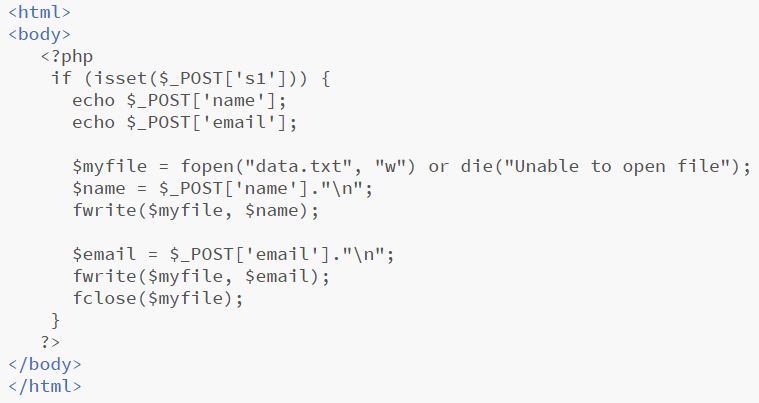 <html>
<body>
<?php
if (isset($_POST['s1'])) {
echo $_POST['name'];
echo $_POST['email'];
$myfile = fopen("data.txt", "w") or die("Unable to open file");
$name = $_POST['name']."\n";
fwrite($myfile, $name);
$email = $_POST['email']."\n";
fwrite($myfile, $email);
fclose($myfile);
}
?>
</body>
</html>